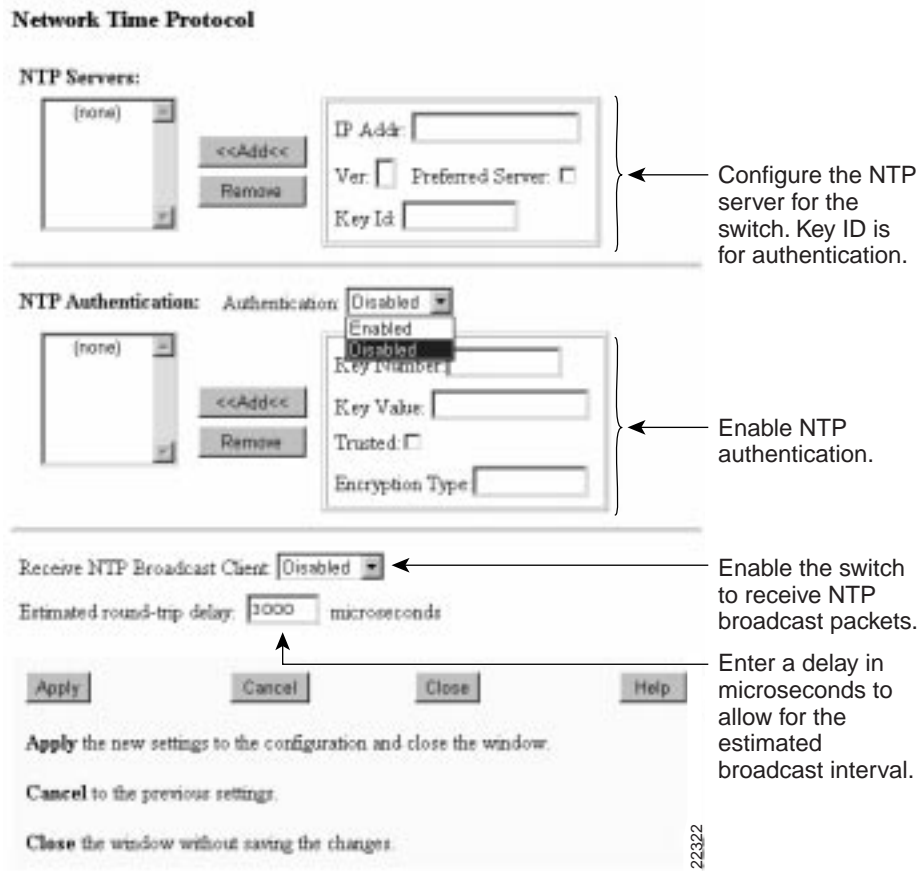 Network Time Protocol
NTP Servers:
(none)
<<Add<<
Remove
IP Addr:
Ver: Preferred Server:
Key Id:
Configure the NTP
server for the
switch. Key ID is
for authentication.
NTP Authentication: Authentication: Disabled
Enabled
Disabled
(none)
<<Add<<
Remove
Key Number:
Key Value:
Trusted:
Encryption Type:
Enable NTP
authentication.
Receive NTP Broadcast Client: Disabled
Estimated round-trip delay: 3000 microseconds
Enable the switch
to receive NTP
broadcast packets.
Enter a delay in
microseconds to
allow for the
estimated
broadcast interval.
Apply Cancel Close Help
Apply the new settings to the configuration and close the window.
Cancel to the previous settings.
Close the window without saving the changes.
22322